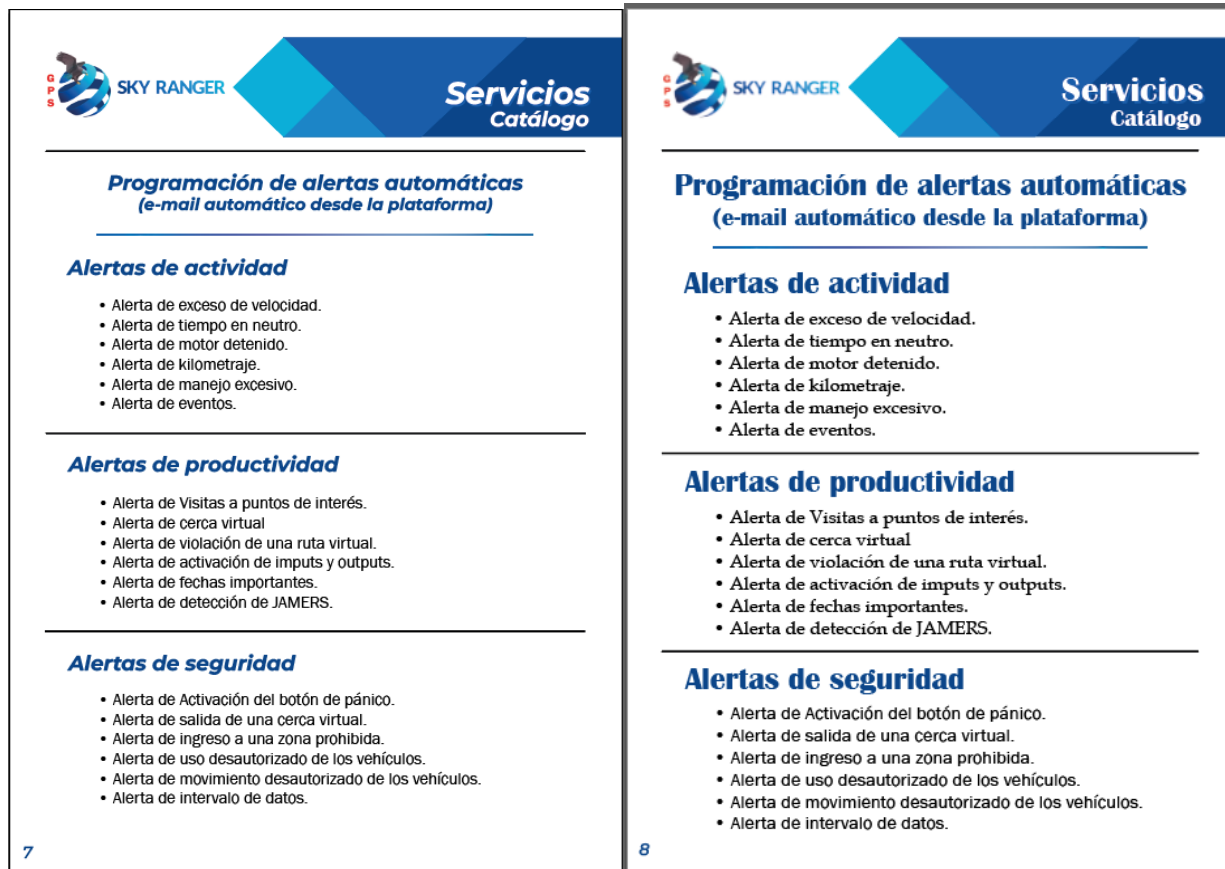 GPS
SKY RANGER
Servicios
Catálogo
Programación de alertas automáticas
(e-mail automático desde la plataforma)
Alertas de actividad
• Alerta de exceso de velocidad.
• Alerta de tiempo en neutro.
• Alerta de motor detenido.
• Alerta de kilometraje.
• Alerta de manejo excesivo.
• Alerta de eventos.
Alertas de productividad
• Alerta de Visitas a puntos de interés.
• Alerta de cerca virtual
• Alerta de violación de una ruta virtual.
• Alerta de activación de imputs y outputs.
• Alerta de fechas importantes.
• Alerta de detección de JAMERS.
Alertas de seguridad
• Alerta de Activación del botón de pánico.
• Alerta de salida de una cerca virtual.
• Alerta de ingreso a una zona prohibida.
• Alerta de uso desautorizado de los vehículos.
• Alerta de movimiento desautorizado de los vehículos.
• Alerta de intervalo de datos.
7
GPS
SKY RANGER
Servicios
Catálogo
Programación de alertas automáticas
(e-mail automático desde la plataforma)
Alertas de actividad
• Alerta de exceso de velocidad.
• Alerta de tiempo en neutro.
• Alerta de motor detenido.
• Alerta de kilometraje.
• Alerta de manejo excesivo.
• Alerta de eventos.
Alertas de productividad
• Alerta de Visitas a puntos de interés.
• Alerta de cerca virtual
• Alerta de violación de una ruta virtual.
• Alerta de activación de imputs y outputs.
• Alerta de fechas importantes.
• Alerta de detección de JAMERS.
Alertas de seguridad
• Alerta de Activación del botón de pánico.
• Alerta de salida de una cerca virtual.
• Alerta de ingreso a una zona prohibida.
• Alerta de uso desautorizado de los vehículos.
• Alerta de movimiento desautorizado de los vehículos.
• Alerta de intervalo de datos.
8